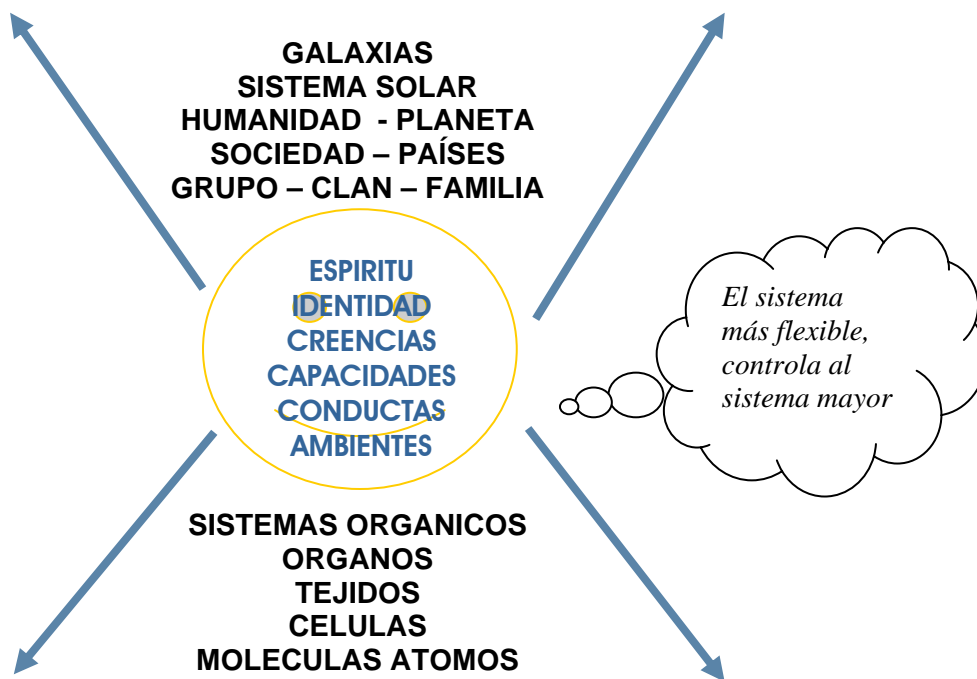 GALAXIAS
SISTEMA SOLAR
HUMANIDAD - PLANETA
SOCIEDAD – PAÍSES
GRUPO – CLAN – FAMILIA
ESPIRITU
IDENTIDAD
CREENCIAS
CAPACIDADES
CONDUCTAS
AMBIENTES
El sistema
más flexible,
controla al
sistema mayor
SISTEMAS ORGANICOS
ORGANOS
TEJIDOS
CELULAS
MOLECULAS ATOMOS